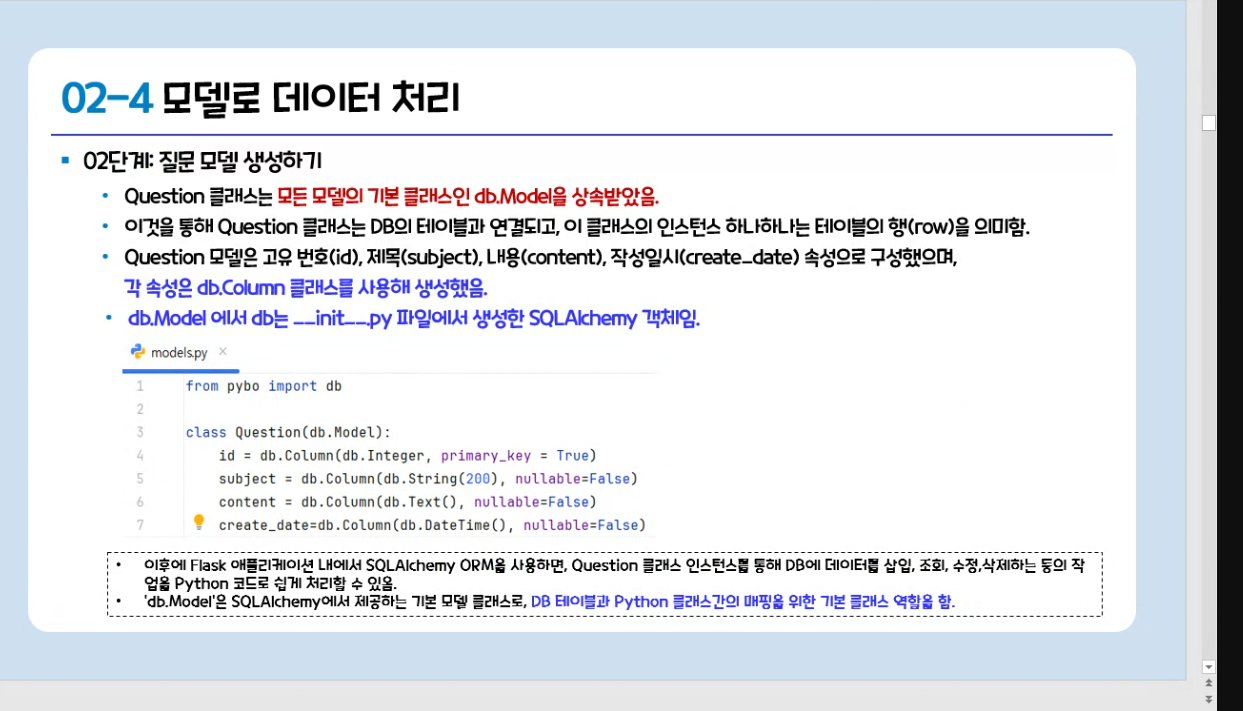 02-4 모델로 데이터 처리
02단계: 질문 모델 생성하기
Question 클래스는 모든 모델의 기본 클래스인 db.Model을 상속받았음.
이것을 통해 Question 클래스는 DB의 테이블과 연결되고, 이 클래스의 인스턴스 하나하나는 테이블의 행(row)을 의미함.
Question 모델은 고유 번호(id), 제목(subject), 내용(content), 작성일시(create_date) 속성으로 구성했으며,
각 속성은 db.Column 클래스를 사용해 생성했음.
db.Model 에서 db는 __init__.py 파일에서 생성한 SQLAlchemy 객체임.
models.py ×
1 from pybo import db
2
3 class Question(db.Model):
4 id = db.Column(db.Integer, primary_key = True)
5 subject = db.Column(db.String(200), nullable=False)
6 content = db.Column(db.Text(), nullable=False)
7 create_date=db.Column(db.DateTime(), nullable=False)
이후에 Flask 애플리케이션 내에서 SQLAlchemy ORM을 사용하면, Question 클래스 인스턴스를 통해 DB에 데이터를 삽입, 조회, 수정,삭제하는 등의 작
업을 Python 코드로 쉽게 처리할 수 있음.
'db.Model'은 SQLAlchemy에서 제공하는 기본 모델 클래스로, DB 테이블과 Python 클래스간의 매핑을 위한 기본 클래스 역할을 함.